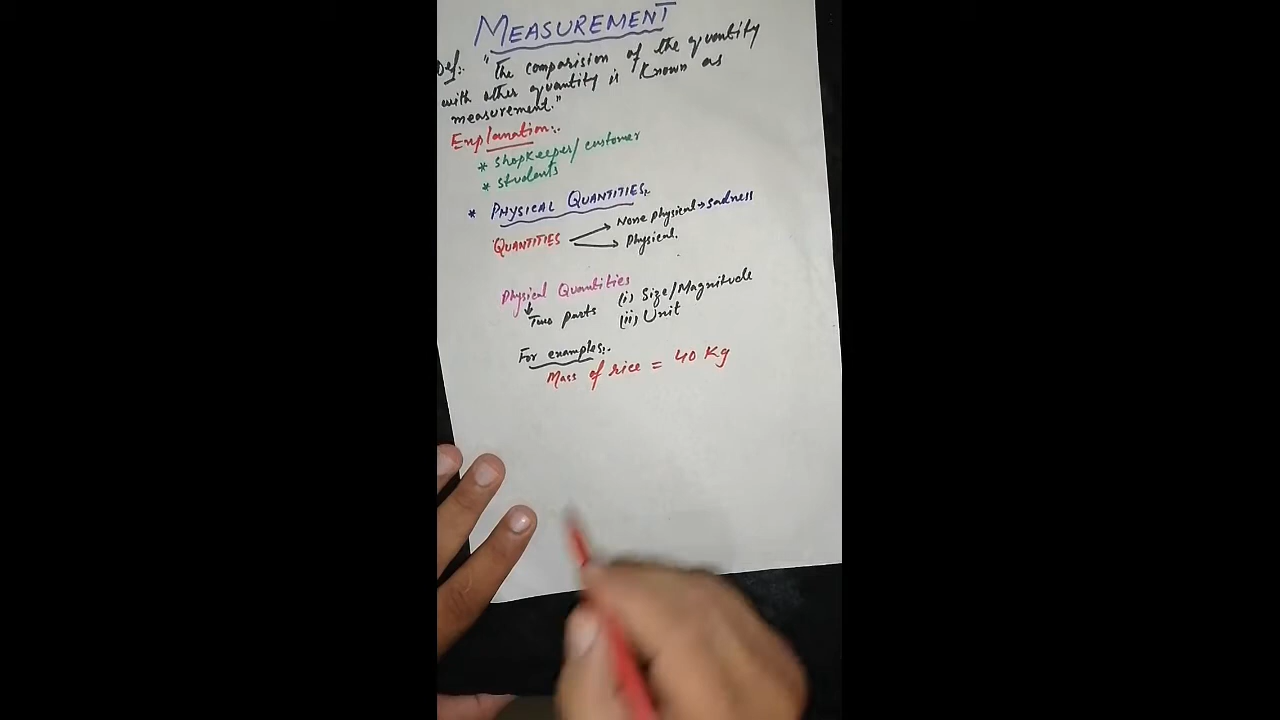 MEASUREMENT
Def:- "The comparision of the quantity
with other quantity is known as
measurement."
Explanation:-
* Shopkeeper/customer
* students
* PHYSICAL QUANTITIES:-
QUANTITIES
None physical → sadness
Physical.
Physical Quantities
↓ Two parts
(i) Size/Magnitude
(ii) Unit
For examples:-
Mass of rice = 40 Kg